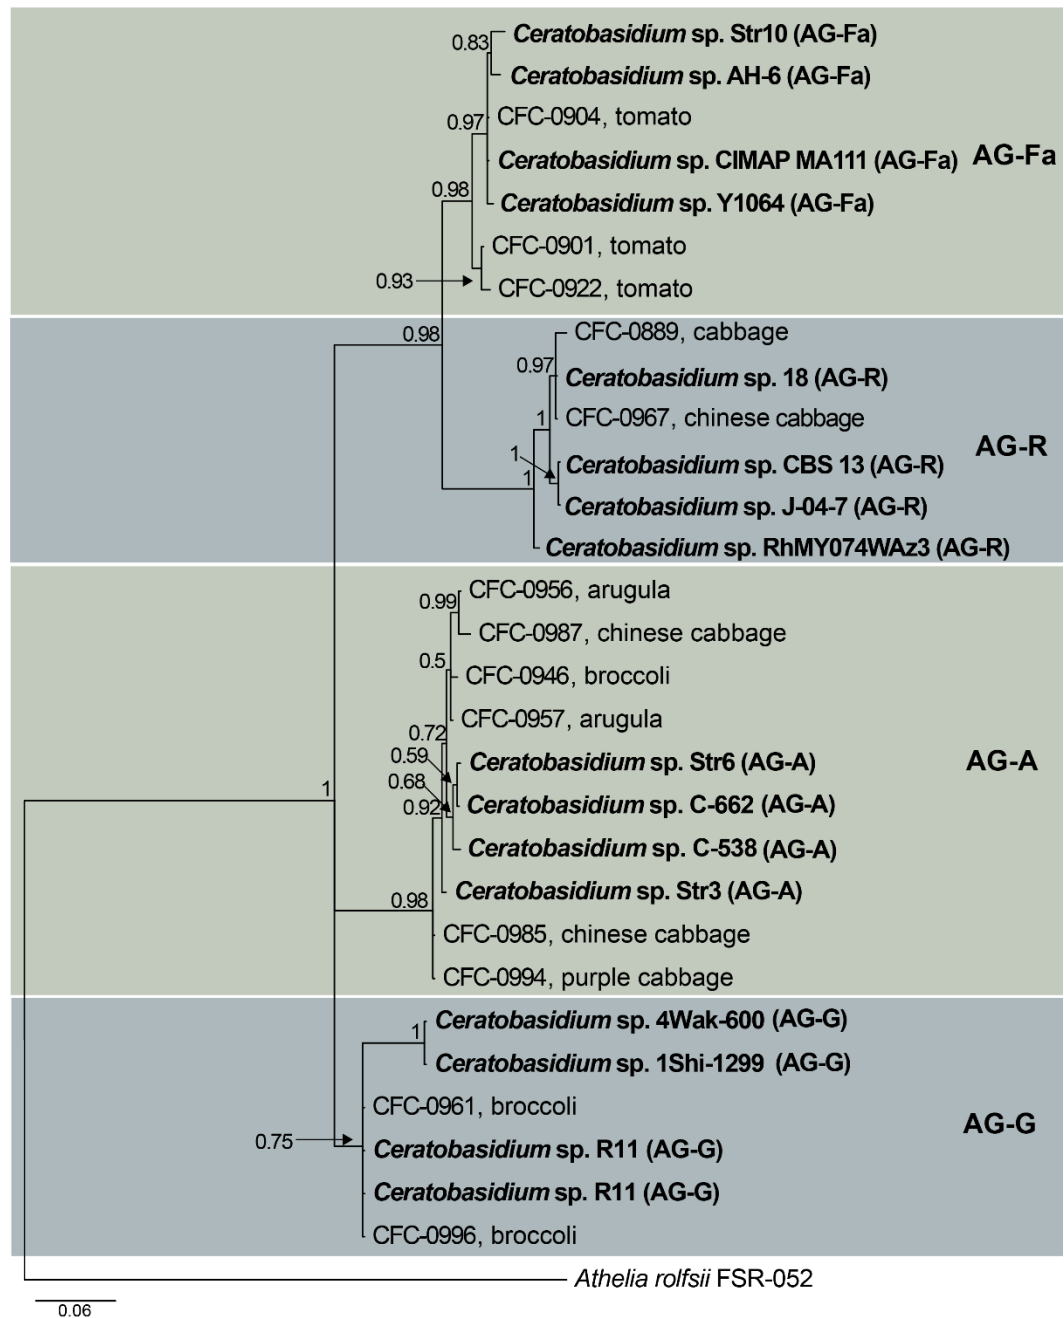 0.83
Ceratobasidium sp. Str10 (AG-Fa)
Ceratobasidium sp. AH-6 (AG-Fa)
0.97
CFC-0904, tomato
Ceratobasidium sp. CIMAP MA111 (AG-Fa)
AG-Fa
0.98
Ceratobasidium sp. Y1064 (AG-Fa)
CFC-0901, tomato
0.93
CFC-0922, tomato
0.98
CFC-0889, cabbage
0.97
Ceratobasidium sp. 18 (AG-R)
1
CFC-0967, chinese cabbage
AG-R
1
Ceratobasidium sp. CBS 13 (AG-R)
1
Ceratobasidium sp. J-04-7 (AG-R)
Ceratobasidium sp. RhMY074WAz3 (AG-R)
0.99
CFC-0956, arugula
CFC-0987, chinese cabbage
0.5
CFC-0946, broccoli
CFC-0957, arugula
0.72
0.59
Ceratobasidium sp. Str6 (AG-A)
AG-A
0.68
1
0.92
Ceratobasidium sp. C-662 (AG-A)
Ceratobasidium sp. C-538 (AG-A)
0.98
Ceratobasidium sp. Str3 (AG-A)
CFC-0985, chinese cabbage
CFC-0994, purple cabbage
1
Ceratobasidium sp. 4Wak-600 (AG-G)
Ceratobasidium sp. 1Shi-1299 (AG-G)
CFC-0961, broccoli
AG-G
0.75
Ceratobasidium sp. R11 (AG-G)
Ceratobasidium sp. R11 (AG-G)
CFC-0996, broccoli
Athelia rolfsii FSR-052
0.06